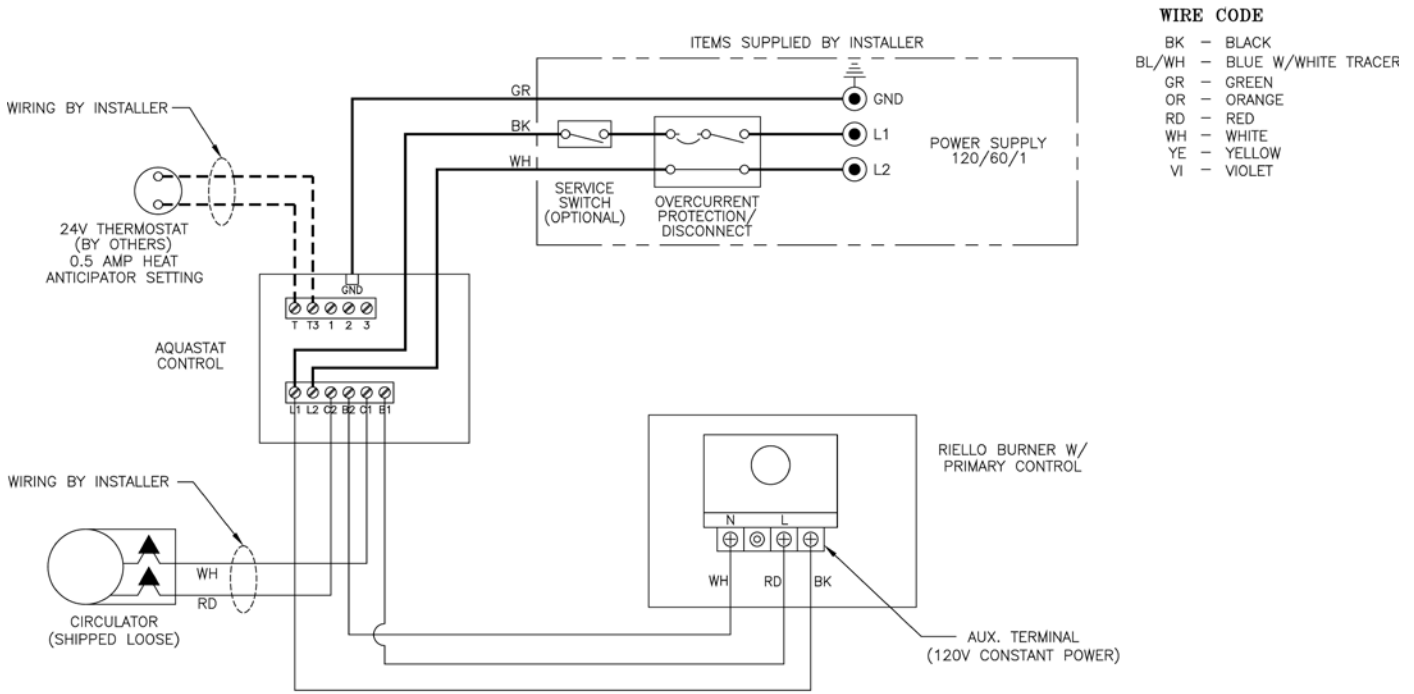 WIRE CODE
BK – BLACK
BL/WH – BLUE W/WHITE TRACER
GR – GREEN
OR – ORANGE
RD – RED
WH – WHITE
YE – YELLOW
VI – VIOLET
ITEMS SUPPLIED BY INSTALLER
GR
GND
BK
L1
WH
L2
POWER SUPPLY
120/60/1
SERVICE
SWITCH
(OPTIONAL)
OVERCURRENT
PROTECTION/
DISCONNECT
WIRING BY INSTALLER
24V THERMOSTAT
(BY OTHERS)
0.5 AMP HEAT
ANTICIPATOR SETTING
GND
T T3 1 2 3
AQUASTAT
CONTROL
L1 L2 C2 B2 C1 B1
WIRING BY INSTALLER
WH
RD
CIRCULATOR
(SHIPPED LOOSE)
RIELLO BURNER W/
PRIMARY CONTROL
N L
WH RD BK
AUX. TERMINAL
(120V CONSTANT POWER)